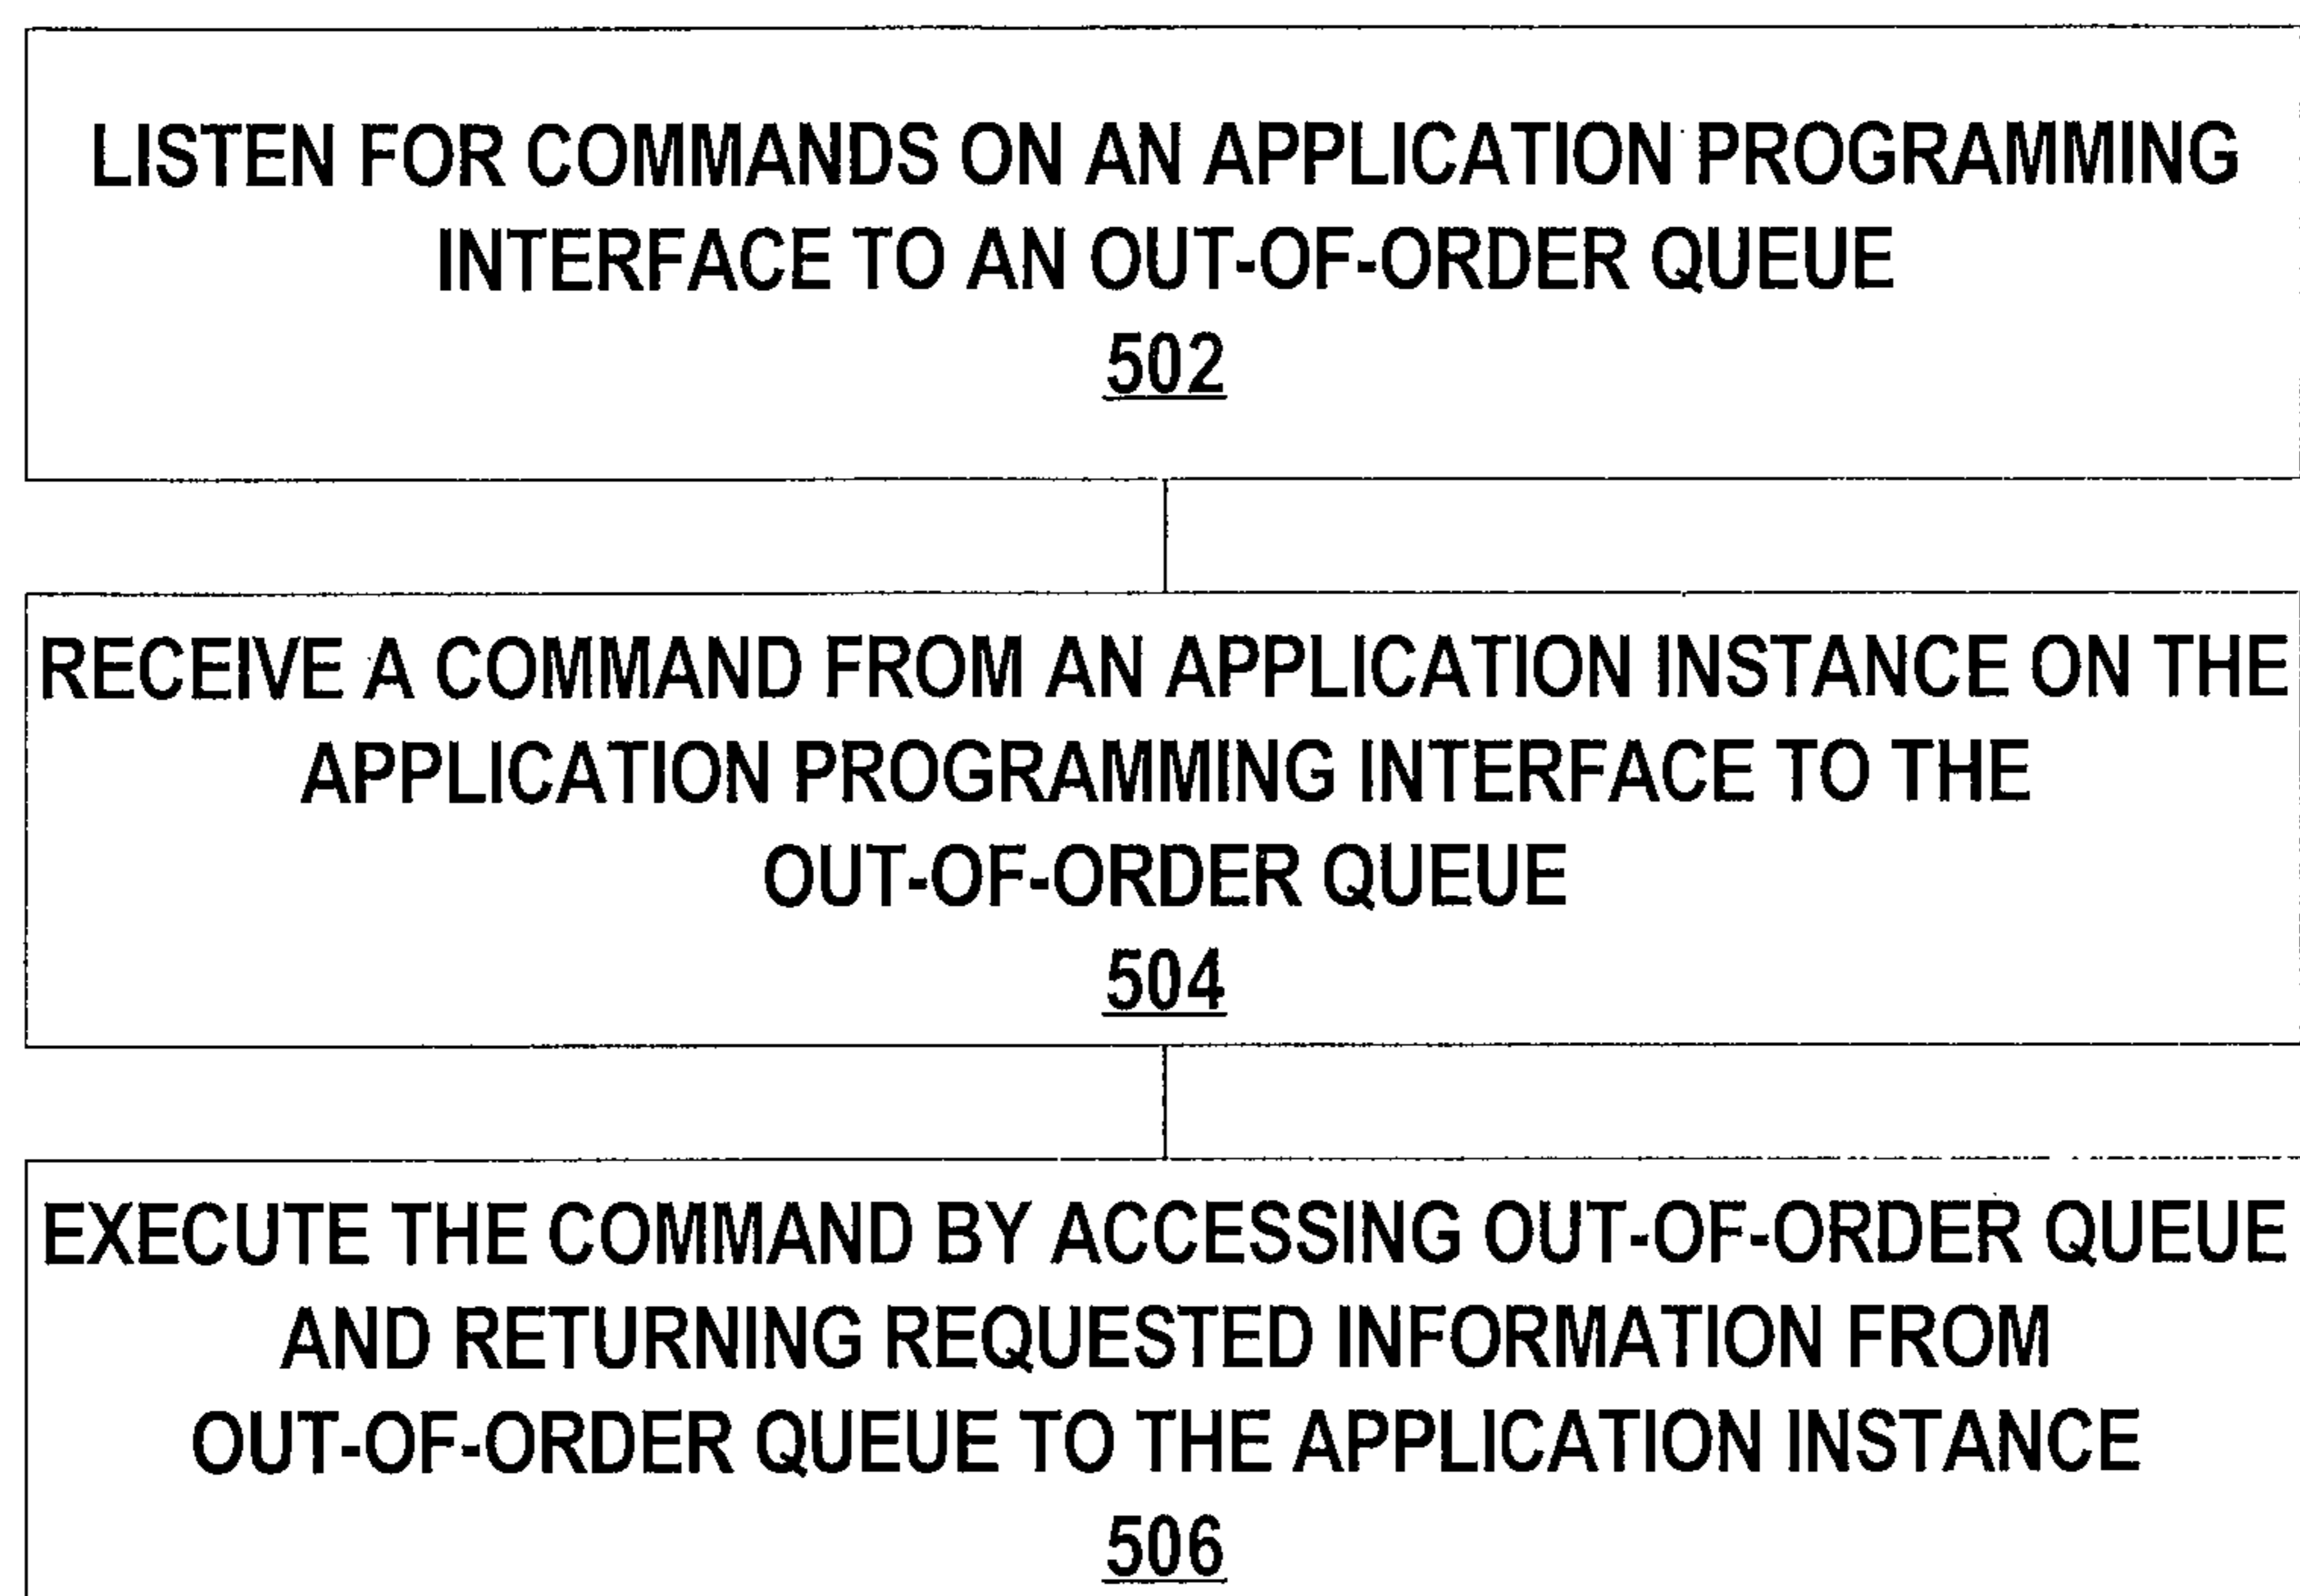 LISTEN FOR COMMANDS ON AN APPLICATION PROGRAMMING
INTERFACE TO AN OUT-OF-ORDER QUEUE
502
RECEIVE A COMMAND FROM AN APPLICATION INSTANCE ON THE
APPLICATION PROGRAMMING INTERFACE TO THE
OUT-OF-ORDER QUEUE
504
EXECUTE THE COMMAND BY ACCESSING OUT-OF-ORDER QUEUE
AND RETURNING REQUESTED INFORMATION FROM
OUT-OF-ORDER QUEUE TO THE APPLICATION INSTANCE
506